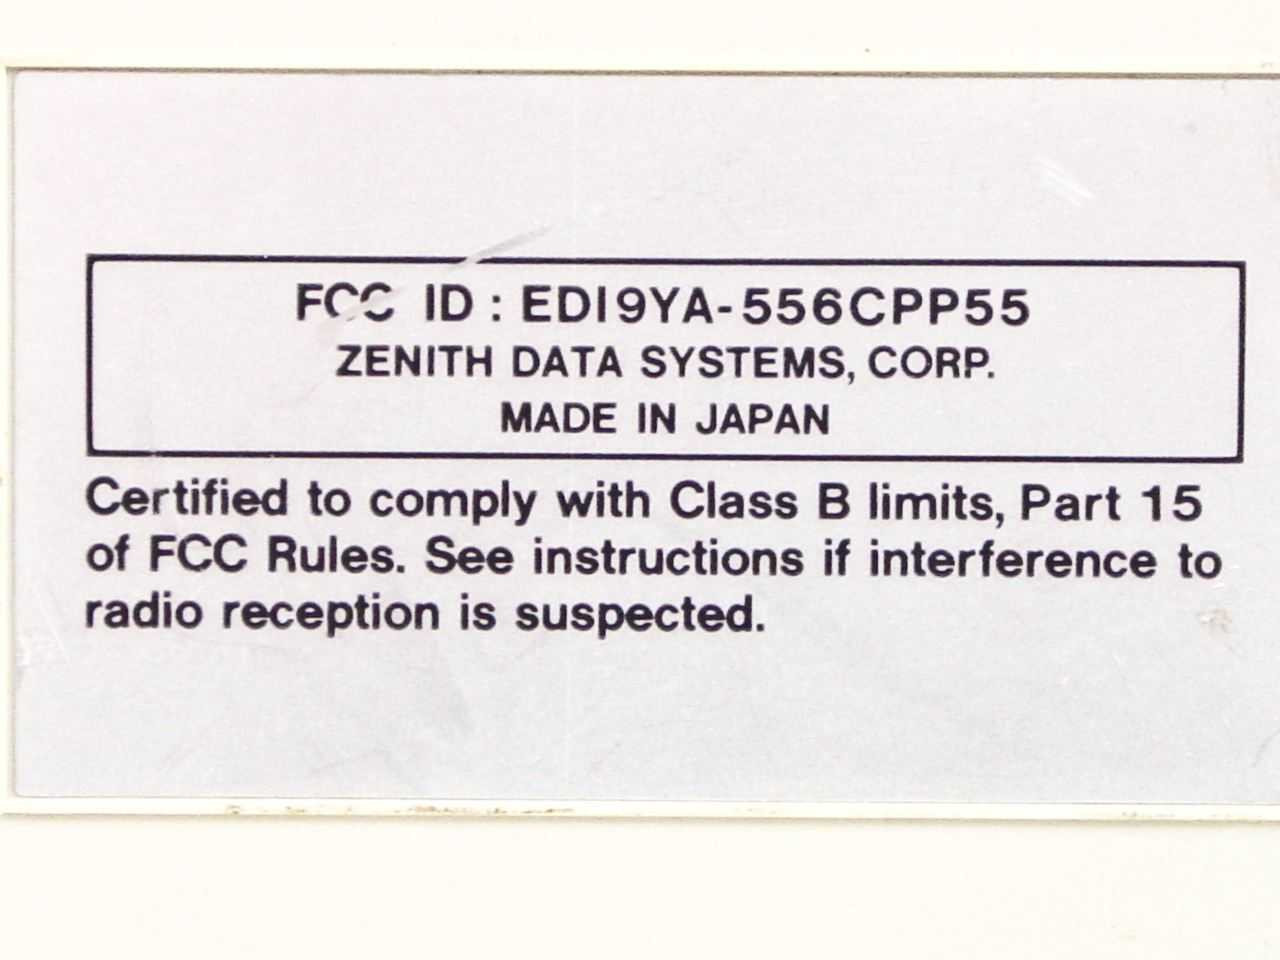 FCC ID : EDI9YA-556CPP55
ZENITH DATA SYSTEMS, CORP.
MADE IN JAPAN
Certified to comply with Class B limits, Part 15
of FCC Rules. See instructions if interference to
radio reception is suspected.